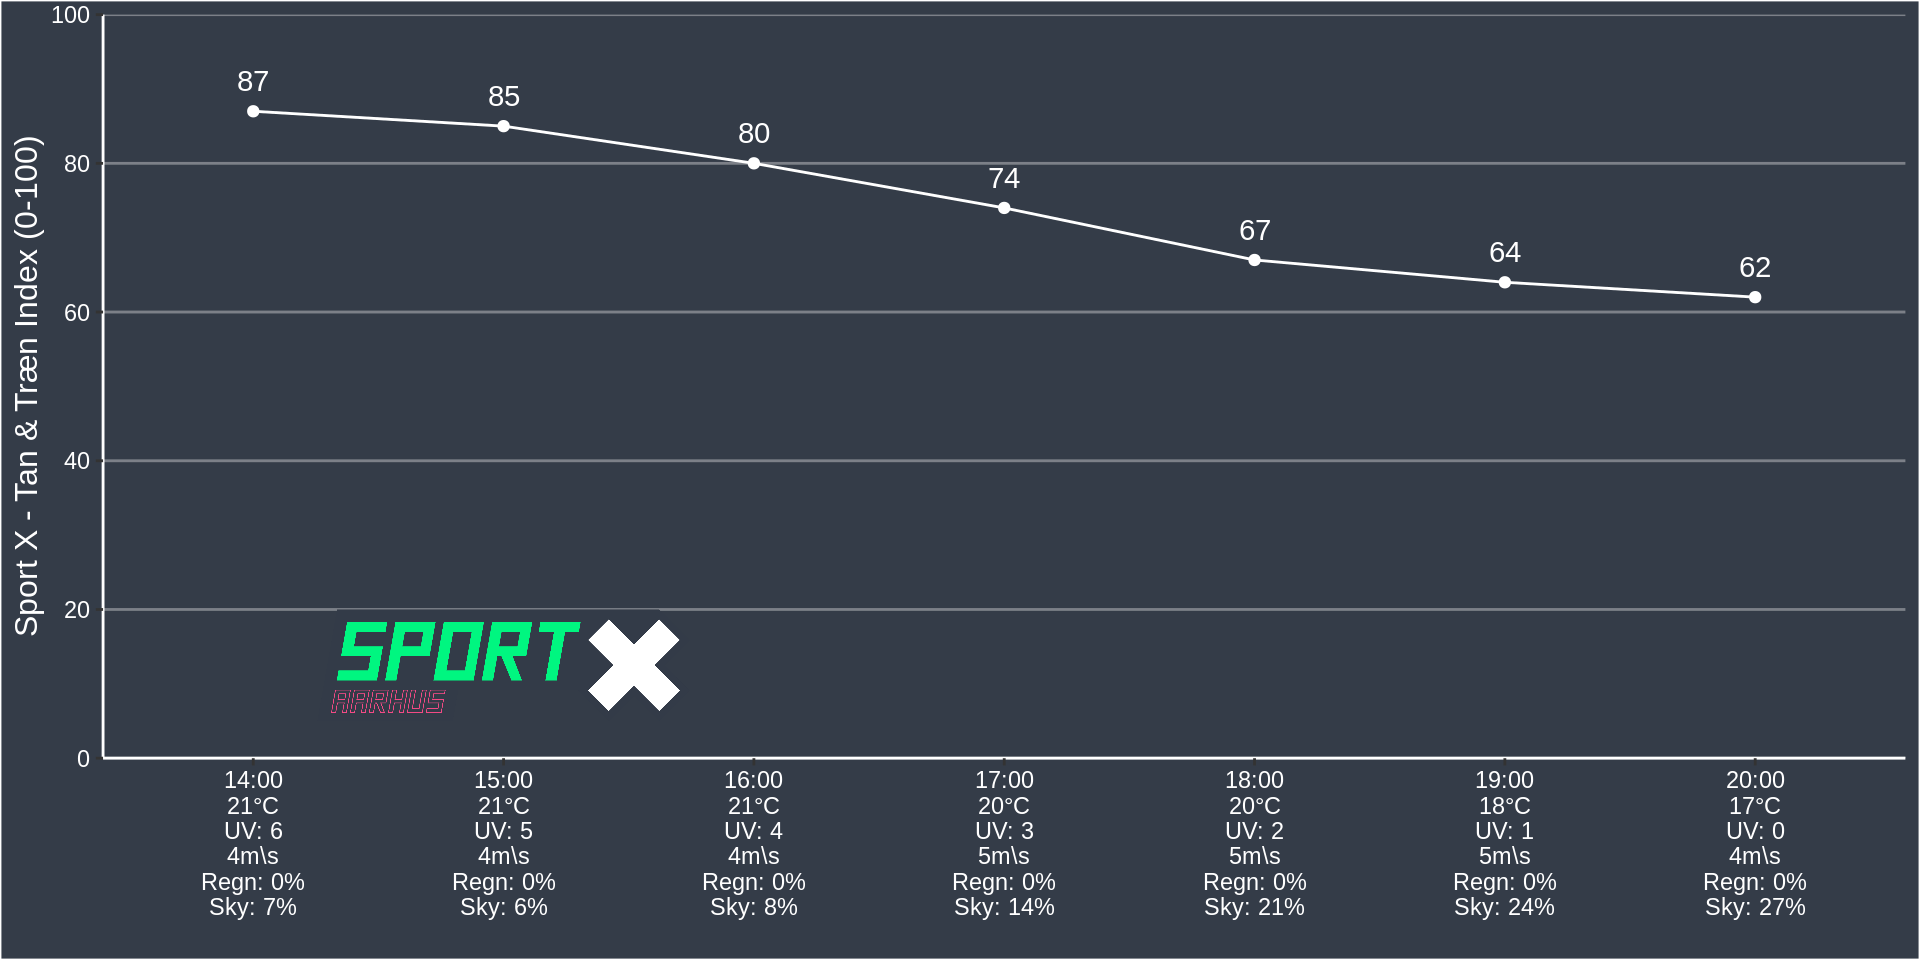 Sport X - Tan & Træn Index (0-100)
100
80
60
40
20
0
87
85
80
74
67
64
62
SPORT X
AARHUS
14:00 15:00 16:00 17:00 18:00 19:00 20:00
21°C 21°C 21°C 20°C 20°C 18°C 17°C
UV: 6 UV: 5 UV: 4 UV: 3 UV: 2 UV: 1 UV: 0
4m\s 4m\s 4m\s 5m\s 5m\s 5m\s 4m\s
Regn: 0% Regn: 0% Regn: 0% Regn: 0% Regn: 0% Regn: 0% Regn: 0%
Sky: 7% Sky: 6% Sky: 8% Sky: 14% Sky: 21% Sky: 24% Sky: 27%